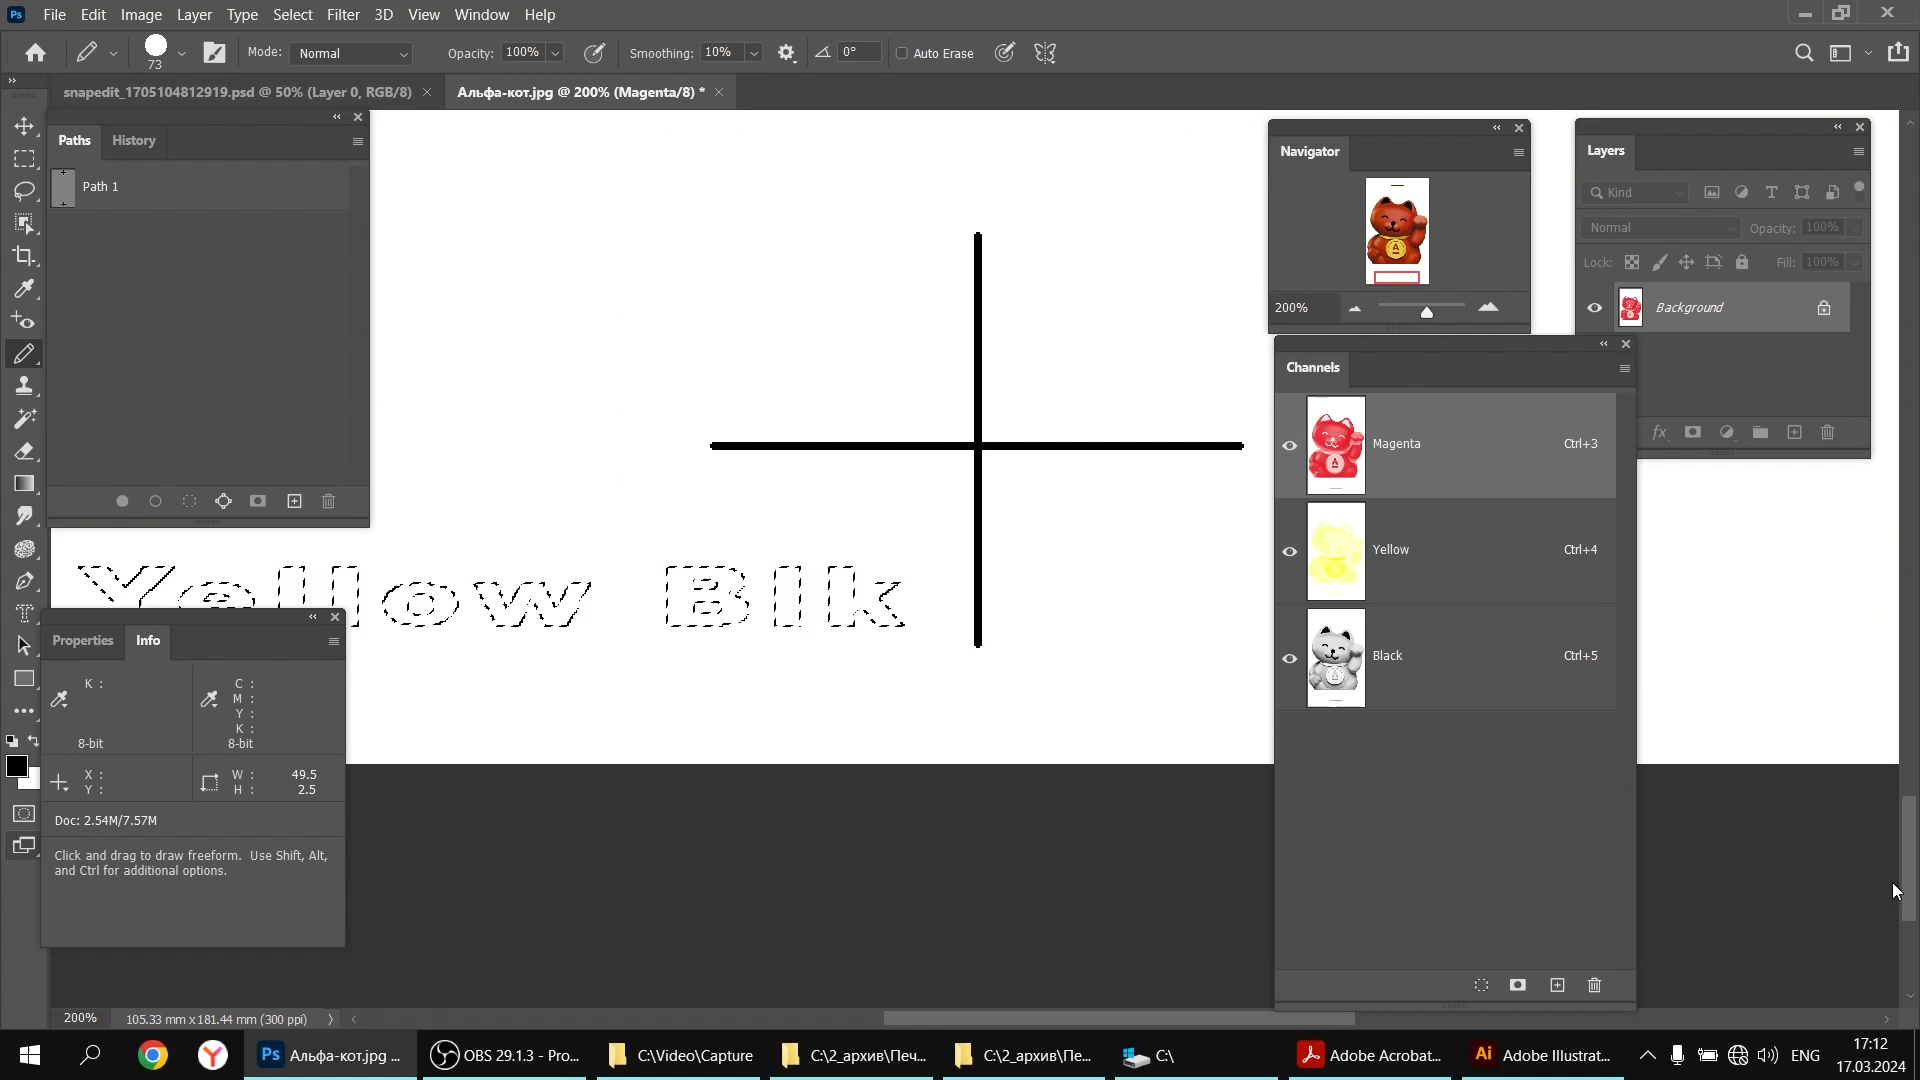 Ps File Edit Image Layer Type Select Filter 3D View Window Help
73 Mode: Normal Opacity: 100% Smoothing: 10% 0° Auto Erase
snapedit_1705104812919.psd @ 50% (Layer 0, RGB/8) Альфа-кот.jpg @ 200% (Magenta/8) *
Paths History
Path 1
Navigator
200%
Layers
Kind
Normal Opacity: 100%
Lock: Fill: 100%
Background
fx
Channels
Magenta Ctrl+3
Yellow Ctrl+4
Black Ctrl+5
Yellow Blk
Properties Info
K :
8-bit
C :
M :
Y :
K :
8-bit
X :
Y :
W : 49.5
H : 2.5
Doc: 2.54M/7.57M
Click and drag to draw freeform. Use Shift, Alt,
and Ctrl for additional options.
200% 105.33 mm x 181.44 mm (300 ppi)
Ps Альфа-кот.jpg ... OBS 29.1.3 - Pro... C:\Video\Capture C:\2_архив\Печ... C:\2_архив\Пе... C:\ Adobe Acrobat... Ai Adobe Illustrat... ENG 17:12
17.03.2024